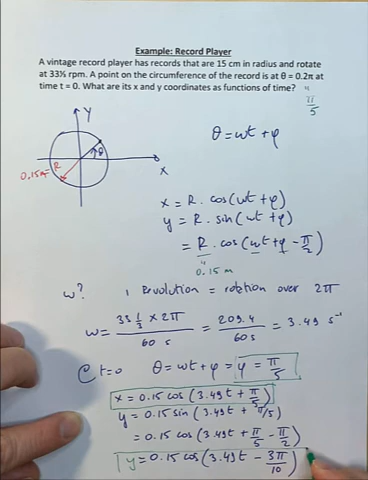 Example: Record Player
A vintage record player has records that are 15 cm in radius and rotate
at 33⅓ rpm. A point on the circumference of the record is at θ = 0.2π at
time t = 0. What are its x and y coordinates as functions of time?
" π/5
Y
R
θ
0.15m =
X
θ = ωt + φ
x = R . cos(ωt + φ)
y = R . sin(ωt + φ)
= R . cos(ωt + φ - π/2)
"
0.15 m
ω? 1 Revolution = rotation over 2π
ω = 33 1/3 × 2π / 60 s = 209.4 / 60s = 3.49 s⁻¹
@ t=0 θ = ωt + φ = φ = π/5
x = 0.15 cos(3.49t + π/5)
y = 0.15 sin(3.49t + π/5)
= 0.15 cos(3.49t + π/5 - π/2)
y = 0.15 cos(3.49t - 3π/10)